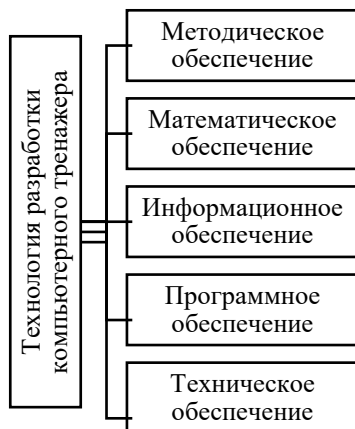 Технология разработки
компьютерного тренажера
Методическое
обеспечение
Математическое
обеспечение
Информационное
обеспечение
Программное
обеспечение
Техническое
обеспечение